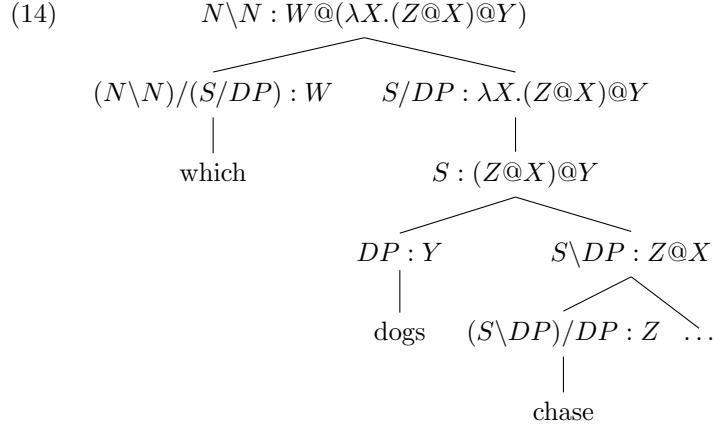 (14) N\N : W@(λX.(Z@X)@Y)
(N\N)/(S/DP) : W S/DP : λX.(Z@X)@Y
which S : (Z@X)@Y
DP : Y S\DP : Z@X
dogs (S\DP)/DP : Z ...
chase